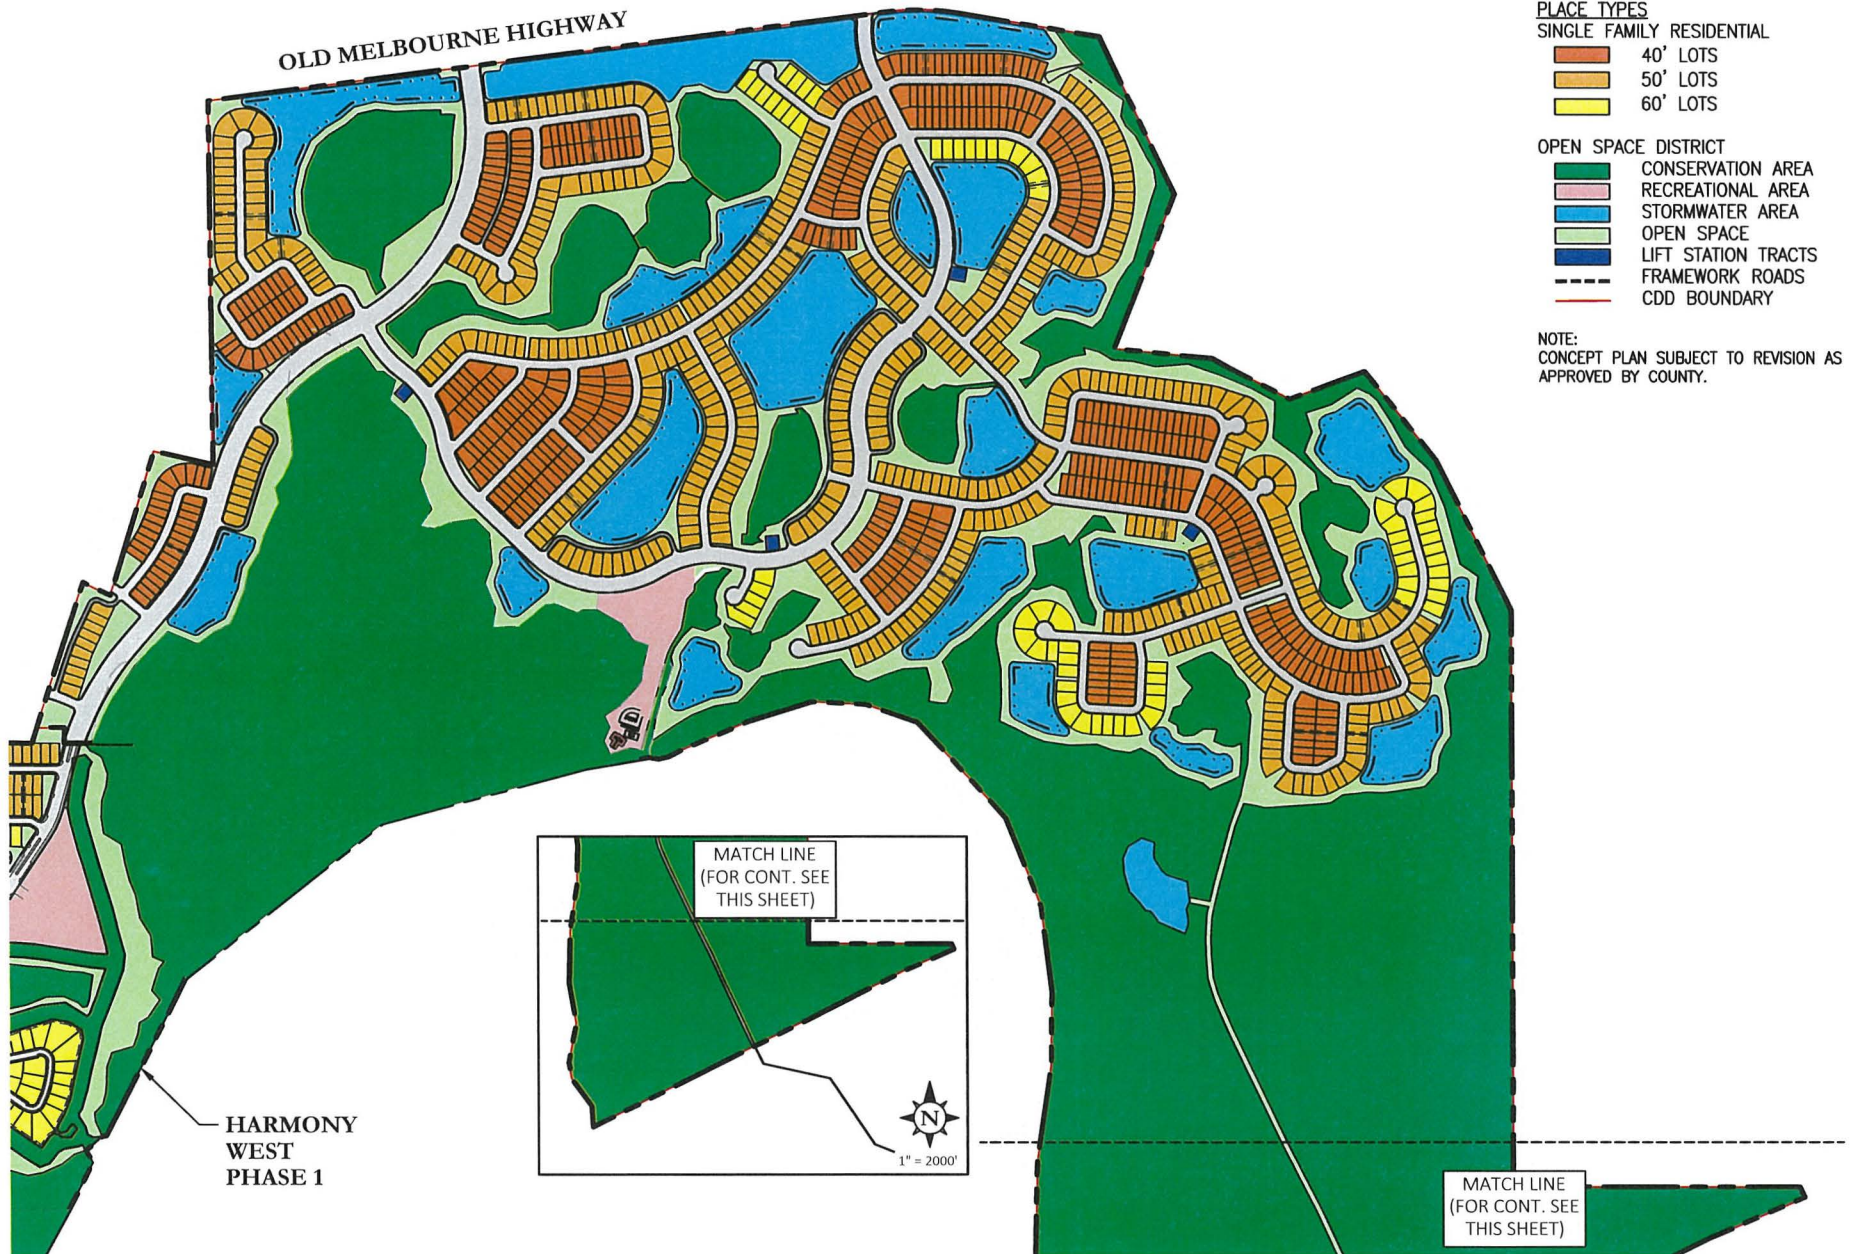 OLD MELBOURNE HIGHWAY
PLACE TYPES
SINGLE FAMILY RESIDENTIAL
40' LOTS
50' LOTS
60' LOTS
OPEN SPACE DISTRICT
CONSERVATION AREA
RECREATIONAL AREA
STORMWATER AREA
OPEN SPACE
LIFT STATION TRACTS
FRAMEWORK ROADS
CDD BOUNDARY
NOTE:
CONCEPT PLAN SUBJECT TO REVISION AS
APPROVED BY COUNTY.
MATCH LINE
(FOR CONT. SEE
THIS SHEET)
N
1" = 2000'
HARMONY
WEST
PHASE 1
MATCH LINE
(FOR CONT. SEE
THIS SHEET)